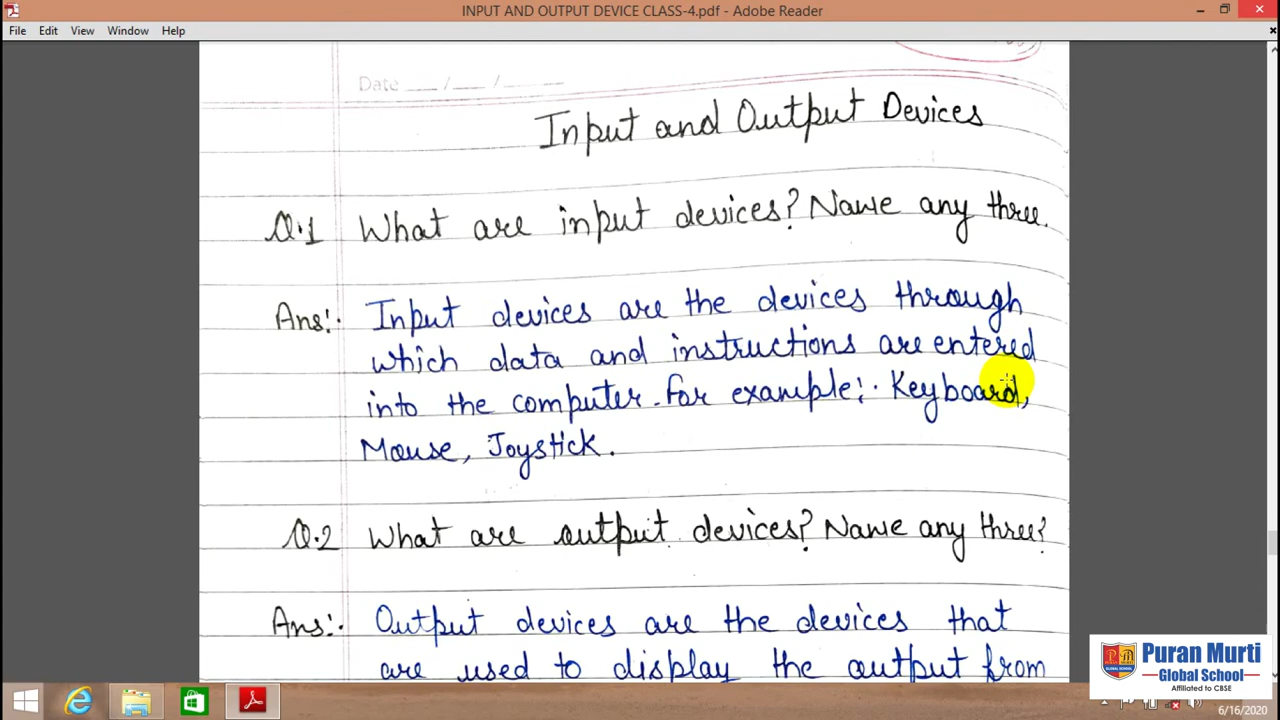 INPUT AND OUTPUT DEVICE CLASS-4.pdf - Adobe Reader
File Edit View Window Help
Date __/__/____
Input and Output Devices
Q.1 What are input devices? Name any three.
Ans:. Input devices are the devices through
which data and instructions are entered
into the computer. For example:. Keyboard,
Mouse, Joystick.
Q.2 What are output devices? Name any three?
Ans:. Output devices are the devices that
are used to display the output from
Puran Murti
Global School
Affiliated to CBSE
6/16/2020